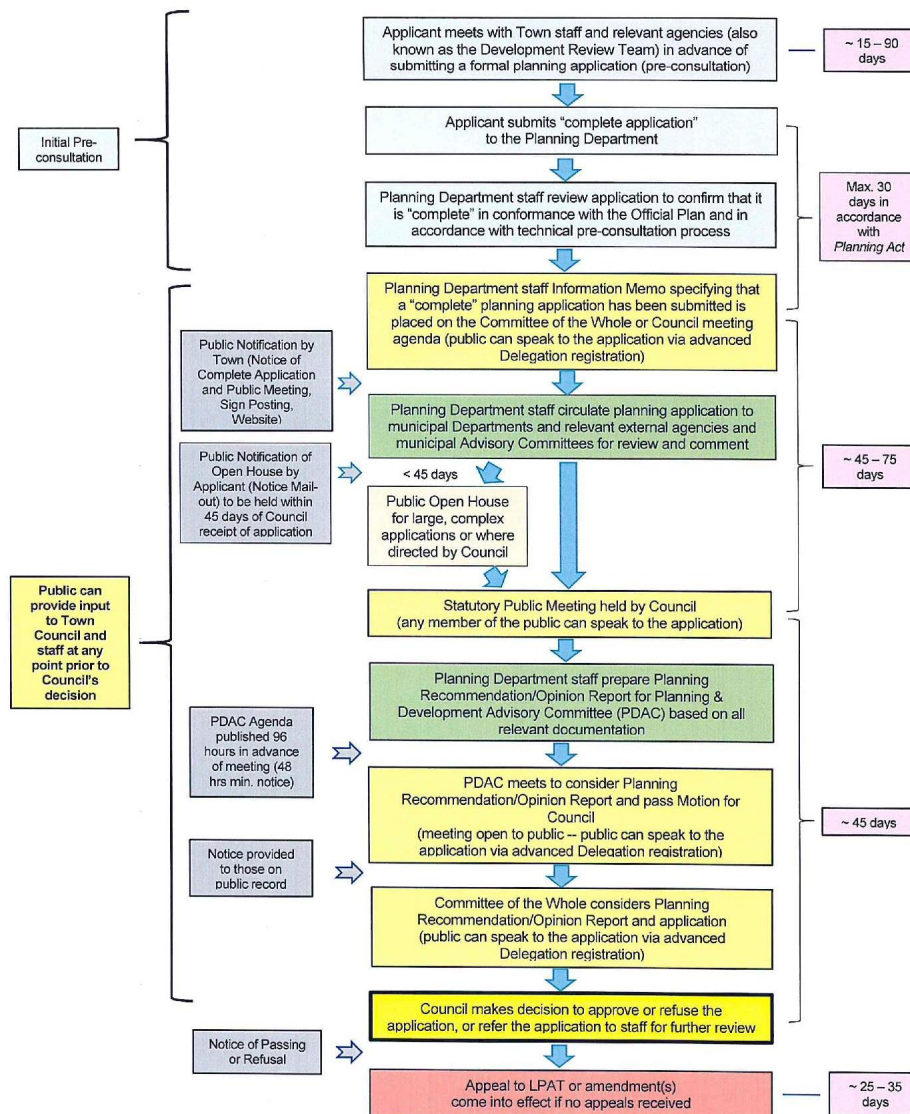 Applicant meets with Town staff and relevant agencies (also
known as the Development Review Team) in advance of
submitting a formal planning application (pre-consultation)
~ 15 – 90
days
Initial Pre-
consultation
Applicant submits “complete application”
to the Planning Department
Planning Department staff review application to confirm that it
is “complete” in conformance with the Official Plan and in
accordance with technical pre-consultation process
Max. 30
days in
accordance
with
Planning Act
Planning Department staff Information Memo specifying that
a “complete” planning application has been submitted is
placed on the Committee of the Whole or Council meeting
agenda (public can speak to the application via advanced
Delegation registration)
Public Notification by
Town (Notice of
Complete Application
and Public Meeting,
Sign Posting,
Website)
Planning Department staff circulate planning application to
municipal Departments and relevant external agencies and
municipal Advisory Committees for review and comment
Public Notification of
Open House by
Applicant (Notice Mail-
out) to be held within
45 days of Council
receipt of application
< 45 days
Public Open House
for large, complex
applications or where
directed by Council
~ 45 – 75
days
Public can
provide input
to Town
Council and
staff at any
point prior to
Council's
decision
Statutory Public Meeting held by Council
(any member of the public can speak to the application)
Planning Department staff prepare Planning
Recommendation/Opinion Report for Planning &
Development Advisory Committee (PDAC) based on all
relevant documentation
PDAC Agenda
published 96
hours in advance
of meeting (48
hrs min. notice)
PDAC meets to consider Planning
Recommendation/Opinion Report and pass Motion for
Council
(meeting open to public -- public can speak to the
application via advanced Delegation registration)
~ 45 days
Notice provided
to those on
public record
Committee of the Whole considers Planning
Recommendation/Opinion Report and application
(public can speak to the application via advanced
Delegation registration)
Council makes decision to approve or refuse the
application, or refer the application to staff for further review
Notice of Passing
or Refusal
Appeal to LPAT or amendment(s)
come into effect if no appeals received
~ 25 – 35
days